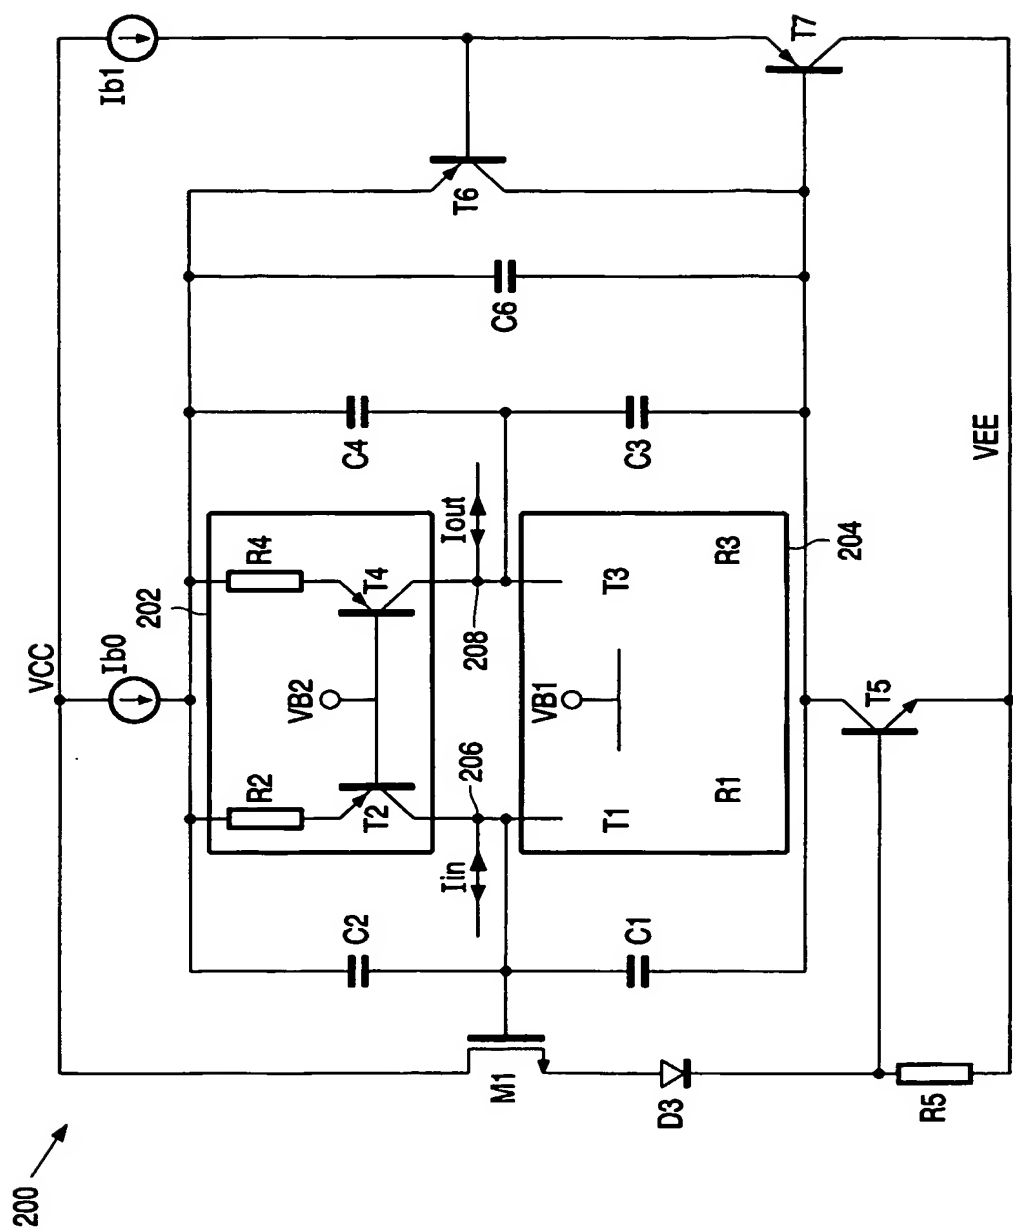 200
VCC
Ib0
Ib1
202
R2
R4
VB2
T2
T4
C2
C4
C6
T6
T7
Iin
206
208
Iout
M1
VB1
T1
T3
C1
C3
R1
R3
204
D3
T5
R5
VEE